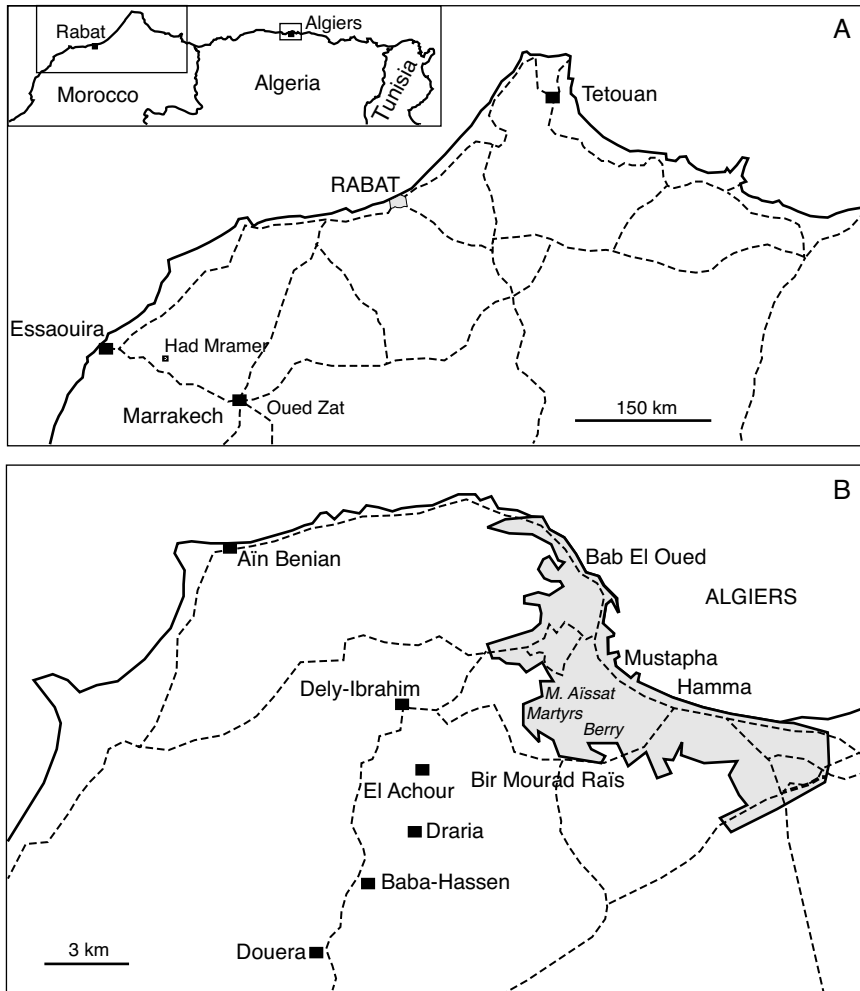 A
Rabat
Algiers
Morocco
Algeria
Tunisia
Tetouan
RABAT
Essaouira
Had Mramer
Marrakech
Oued Zat
150 km
B
Aïn Benian
Bab El Oued
ALGIERS
Mustapha
Hamma
Dely-Ibrahim
M. Aïssat
Martyrs
Berry
El Achour
Bir Mourad Raïs
Draria
Baba-Hassen
Douera
3 km